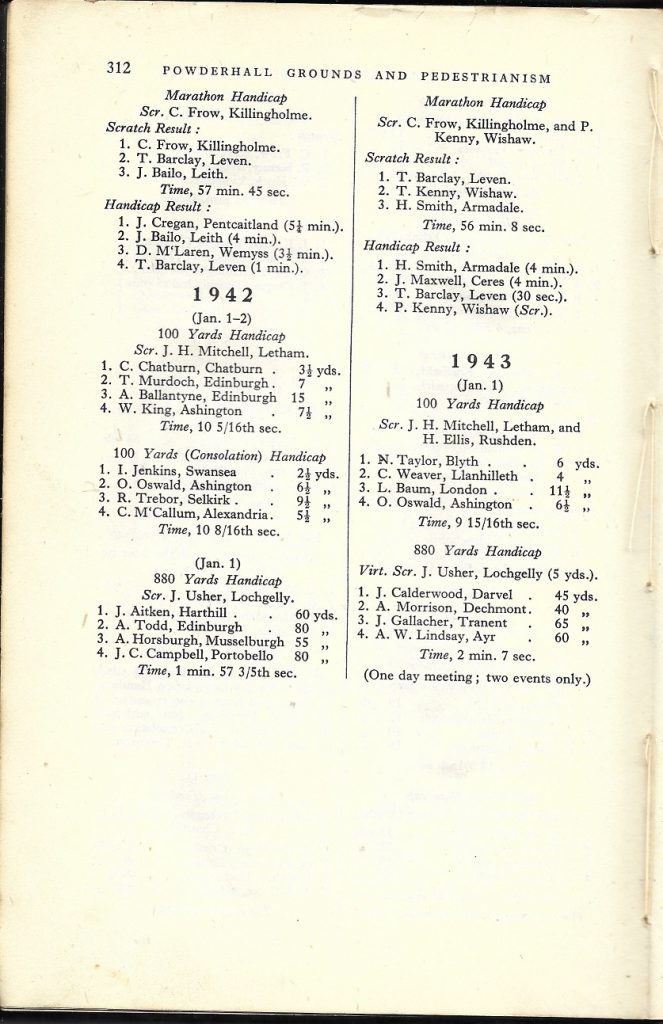 312 POWDERHALL GROUNDS AND PEDESTRIANISM
Marathon Handicap
Scr. C. Frow, Killingholme.
Scratch Result :
1. C. Frow, Killingholme.
2. T. Barclay, Leven.
3. J. Bailo, Leith.
Time, 57 min. 45 sec.
Handicap Result :
1. J. Cregan, Pentcaitland (5¼ min.).
2. J. Bailo, Leith (4 min.).
3. D. M‘Laren, Wemyss (3½ min.).
4. T. Barclay, Leven (1 min.).
1942
(Jan. 1–2)
100 Yards Handicap
Scr. J. H. Mitchell, Letham.
1. C. Chatburn, Chatburn . 3½ yds.
2. T. Murdoch, Edinburgh . 7 „
3. A. Ballantyne, Edinburgh 15 „
4. W. King, Ashington . 7½ „
Time, 10 5/16th sec.
100 Yards (Consolation) Handicap
1. I. Jenkins, Swansea . 2½ yds.
2. O. Oswald, Ashington . 6½ „
3. R. Trebor, Selkirk . . 9½ „
4. C. M‘Callum, Alexandria . 5½ „
Time, 10 8/16th sec.
(Jan. 1)
880 Yards Handicap
Scr. J. Usher, Lochgelly.
1. J. Aitken, Harthill . . 60 yds.
2. A. Todd, Edinburgh . 80 „
3. A. Horsburgh, Musselburgh 55 „
4. J. C. Campbell, Portobello 80 „
Time, 1 min. 57 3/5th sec.
Marathon Handicap
Scr. C. Frow, Killingholme, and P.
Kenny, Wishaw.
Scratch Result :
1. T. Barclay, Leven.
2. T. Kenny, Wishaw.
3. H. Smith, Armadale.
Time, 56 min. 8 sec.
Handicap Result :
1. H. Smith, Armadale (4 min.).
2. J. Maxwell, Ceres (4 min.).
3. T. Barclay, Leven (30 sec.).
4. P. Kenny, Wishaw (Scr.).
1943
(Jan. 1)
100 Yards Handicap
Scr. J. H. Mitchell, Letham, and
H. Ellis, Rushden.
1. N. Taylor, Blyth . . 6 yds.
2. C. Weaver, Llanhilleth . 4 „
3. L. Baum, London . . 11½ „
4. O. Oswald, Ashington . 6½ „
Time, 9 15/16th sec.
880 Yards Handicap
Virt. Scr. J. Usher, Lochgelly (5 yds.).
1. J. Calderwood, Darvel . 45 yds.
2. A. Morrison, Dechmont . 40 „
3. J. Gallacher, Tranent . 65 „
4. A. W. Lindsay, Ayr . 60 „
Time, 2 min. 7 sec.
(One day meeting ; two events only.)